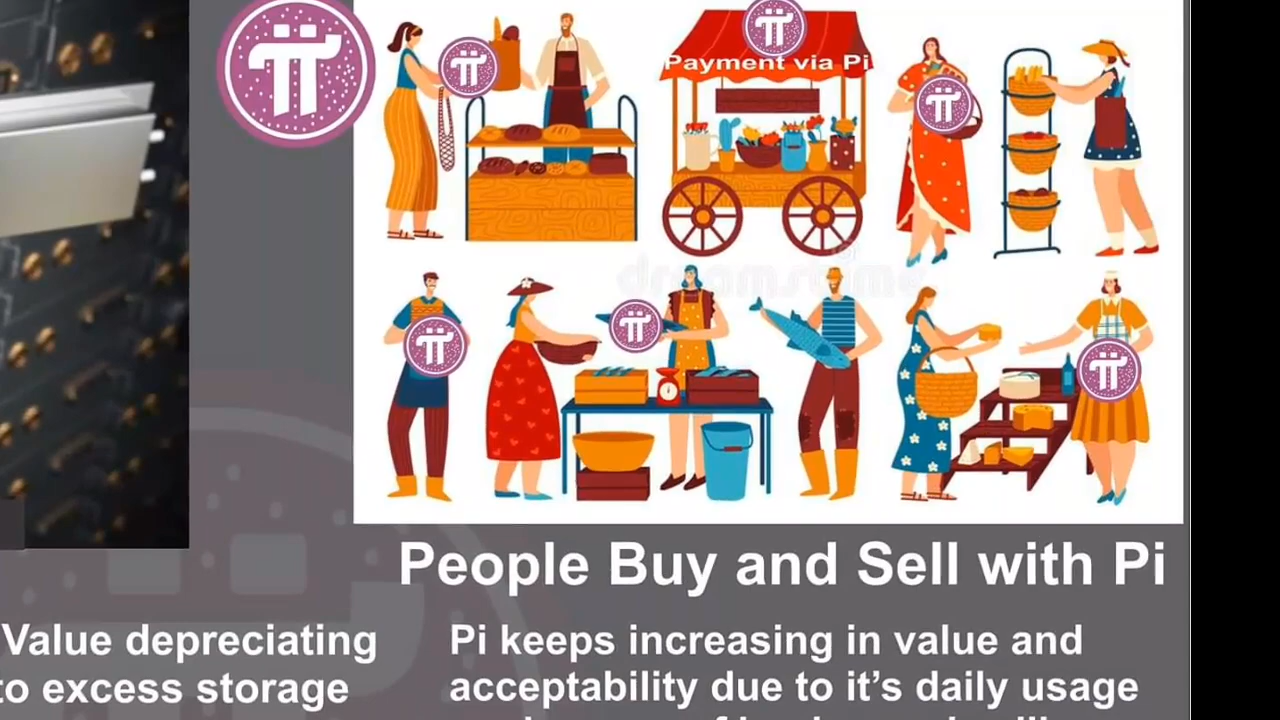 Payment via Pi
dreamstime
People Buy and Sell with Pi
Value depreciating
to excess storage
Pi keeps increasing in value and
acceptability due to it’s daily usage